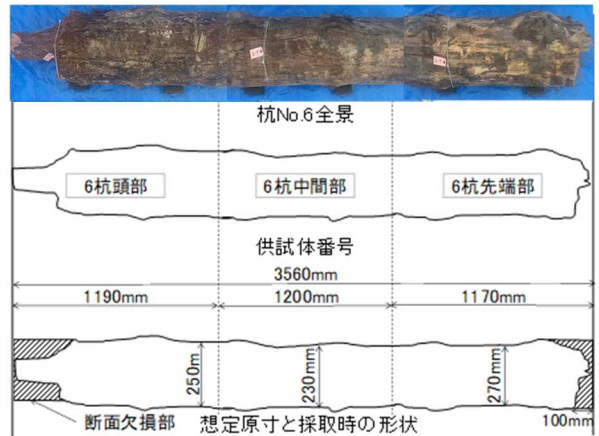 杭No.6全景
6杭頭部
6杭中間部
6杭先端部
供試体番号
3560mm
1190mm
1200mm
1170mm
250m
230mm
270mm
断面欠損部
想定原寸と採取時の形状
100mm